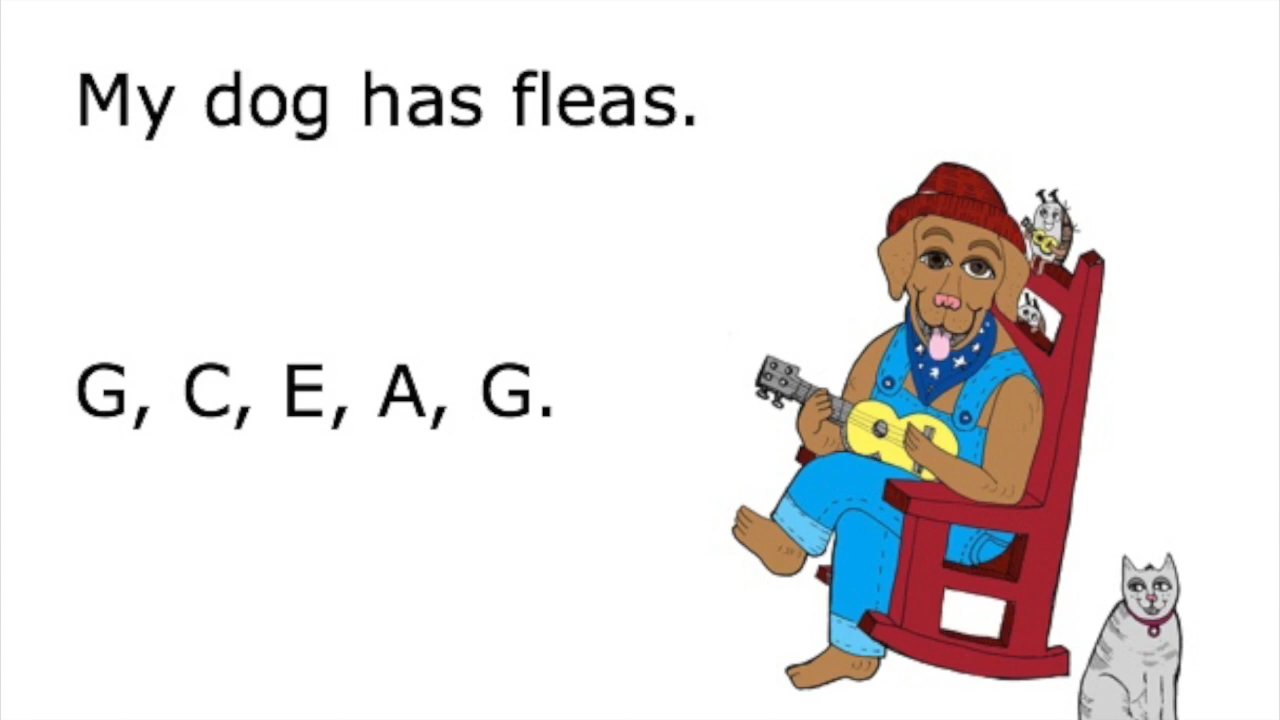 My dog has fleas.
G, C, E, A, G.